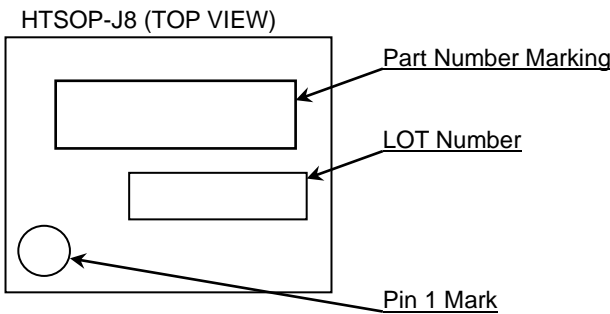 HTSOP-J8 (TOP VIEW)
Part Number Marking
LOT Number
Pin 1 Mark